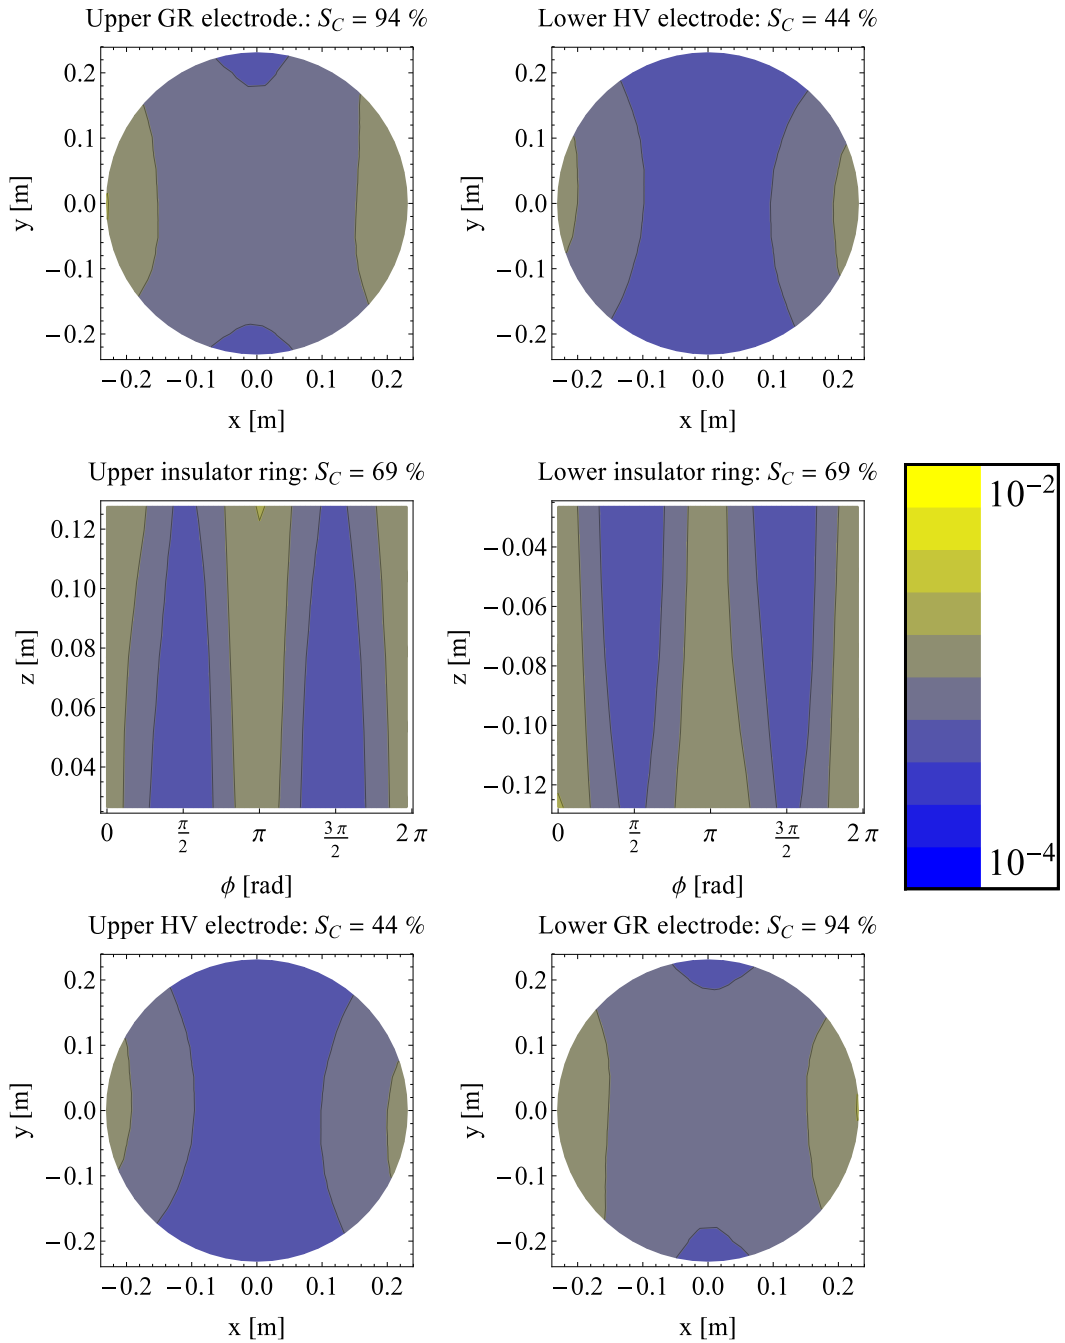 Upper GR electrode.: S_C = 94 %
Lower HV electrode: S_C = 44 %
0.2
0.1
0.0
−0.1
−0.2
y [m]
−0.2 −0.1 0.0 0.1 0.2
x [m]
0.2
0.1
0.0
−0.1
−0.2
y [m]
−0.2 −0.1 0.0 0.1 0.2
x [m]
Upper insulator ring: S_C = 69 %
Lower insulator ring: S_C = 69 %
0.12
0.10
0.08
0.06
0.04
z [m]
0 π/2 π 3π/2 2π
ϕ [rad]
−0.04
−0.06
−0.08
−0.10
−0.12
z [m]
0 π/2 π 3π/2 2π
ϕ [rad]
10^−2
10^−4
Upper HV electrode: S_C = 44 %
Lower GR electrode: S_C = 94 %
0.2
0.1
0.0
−0.1
−0.2
y [m]
−0.2 −0.1 0.0 0.1 0.2
x [m]
0.2
0.1
0.0
−0.1
−0.2
y [m]
−0.2 −0.1 0.0 0.1 0.2
x [m]